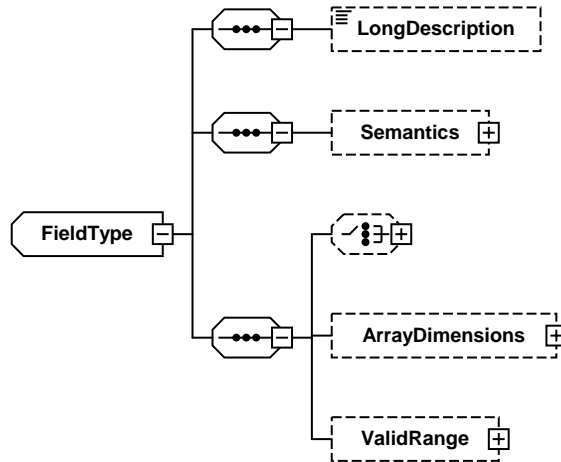 LongDescription
Semantics
FieldType
ArrayDimensions
ValidRange